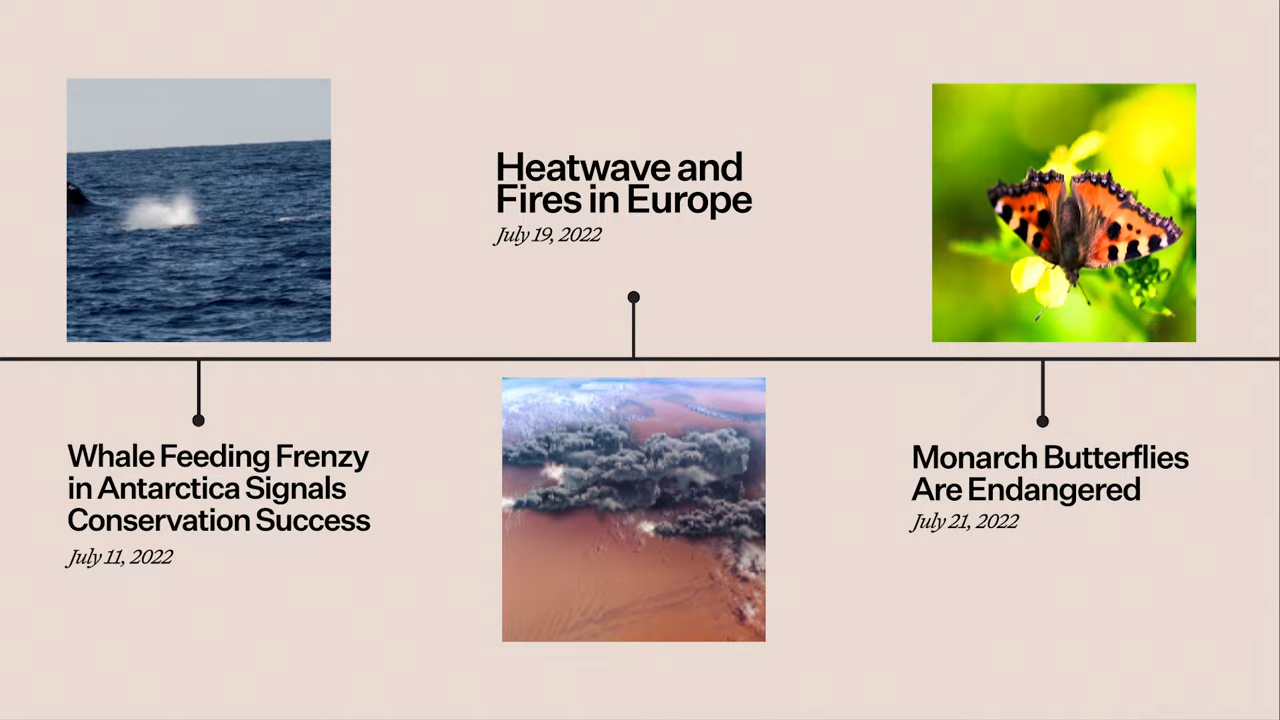 Whale Feeding Frenzy
in Antarctica Signals
Conservation Success
July 11, 2022
Heatwave and
Fires in Europe
July 19, 2022
Monarch Butterflies
Are Endangered
July 21, 2022